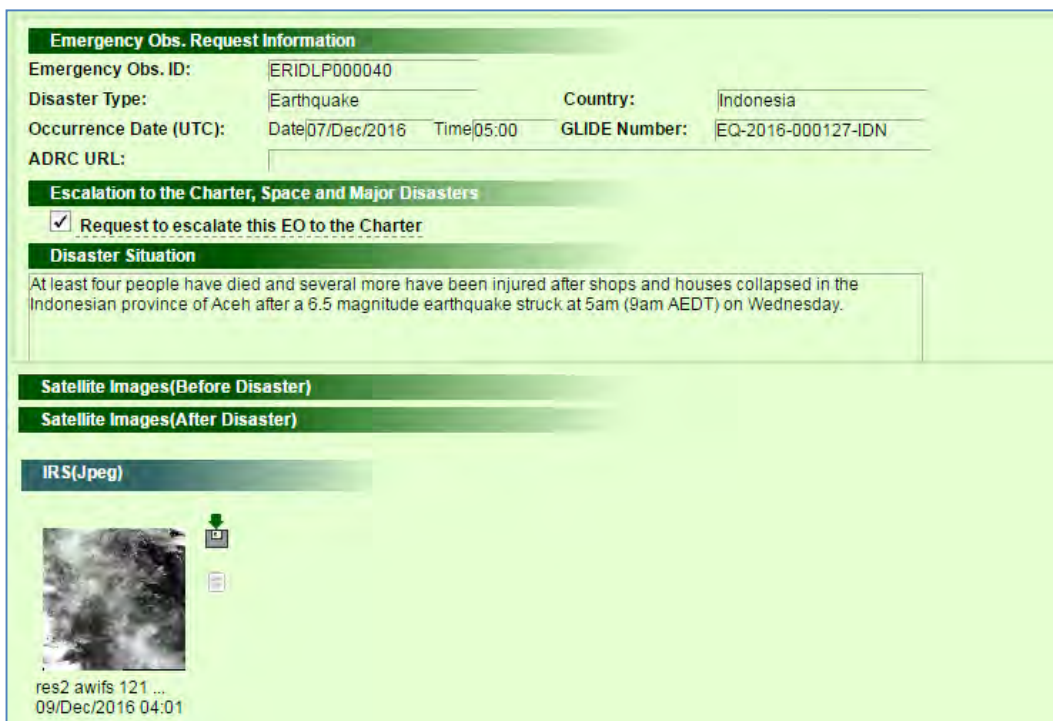 Emergency Obs. Request Information
Emergency Obs. ID: ERIDLP000040
Disaster Type: Earthquake Country: Indonesia
Occurrence Date (UTC): Date 07/Dec/2016 Time 05:00 GLIDE Number: EQ-2016-000127-IDN
ADRC URL:
Escalation to the Charter, Space and Major Disasters
Request to escalate this EO to the Charter
Disaster Situation
At least four people have died and several more have been injured after shops and houses collapsed in the
Indonesian province of Aceh after a 6.5 magnitude earthquake struck at 5am (9am AEDT) on Wednesday.
Satellite Images(Before Disaster)
Satellite Images(After Disaster)
IRS(Jpeg)
res2 awifs 121 ...
09/Dec/2016 04:01